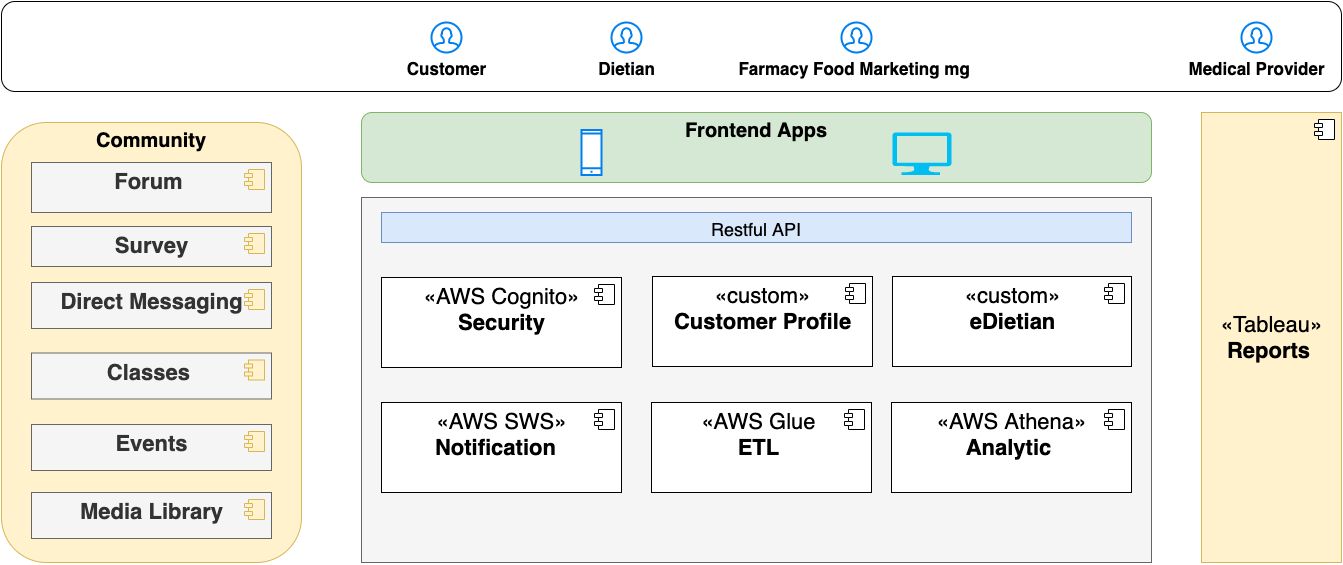 Customer
Dietian
Farmacy Food Marketing mg
Medical Provider
Community
Forum
Survey
Direct Messaging
Classes
Events
Media Library
Frontend Apps
Restful API
«AWS Cognito»
Security
«custom»
Customer Profile
«custom»
eDietian
«AWS SWS»
Notification
«AWS Glue
ETL
«AWS Athena»
Analytic
«Tableau»
Reports